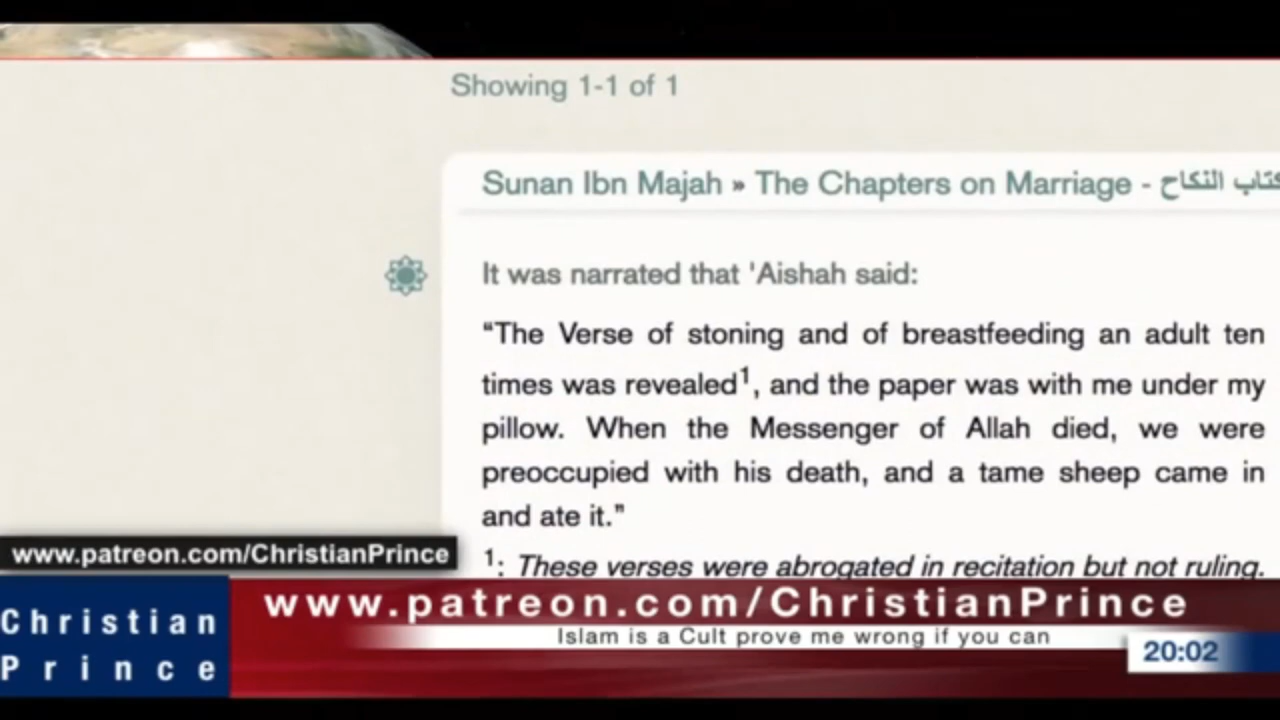 Showing 1-1 of 1
Sunan Ibn Majah » The Chapters on Marriage - كتاب النكاح
It was narrated that 'Aishah said:
“The Verse of stoning and of breastfeeding an adult ten
times was revealed¹, and the paper was with me under my
pillow. When the Messenger of Allah died, we were
preoccupied with his death, and a tame sheep came in
and ate it.”
¹: These verses were abrogated in recitation but not ruling.
www.patreon.com/ChristianPrince
Christian
Prince
www.patreon.com/ChristianPrince
Islam is a Cult prove me wrong if you can
20:02